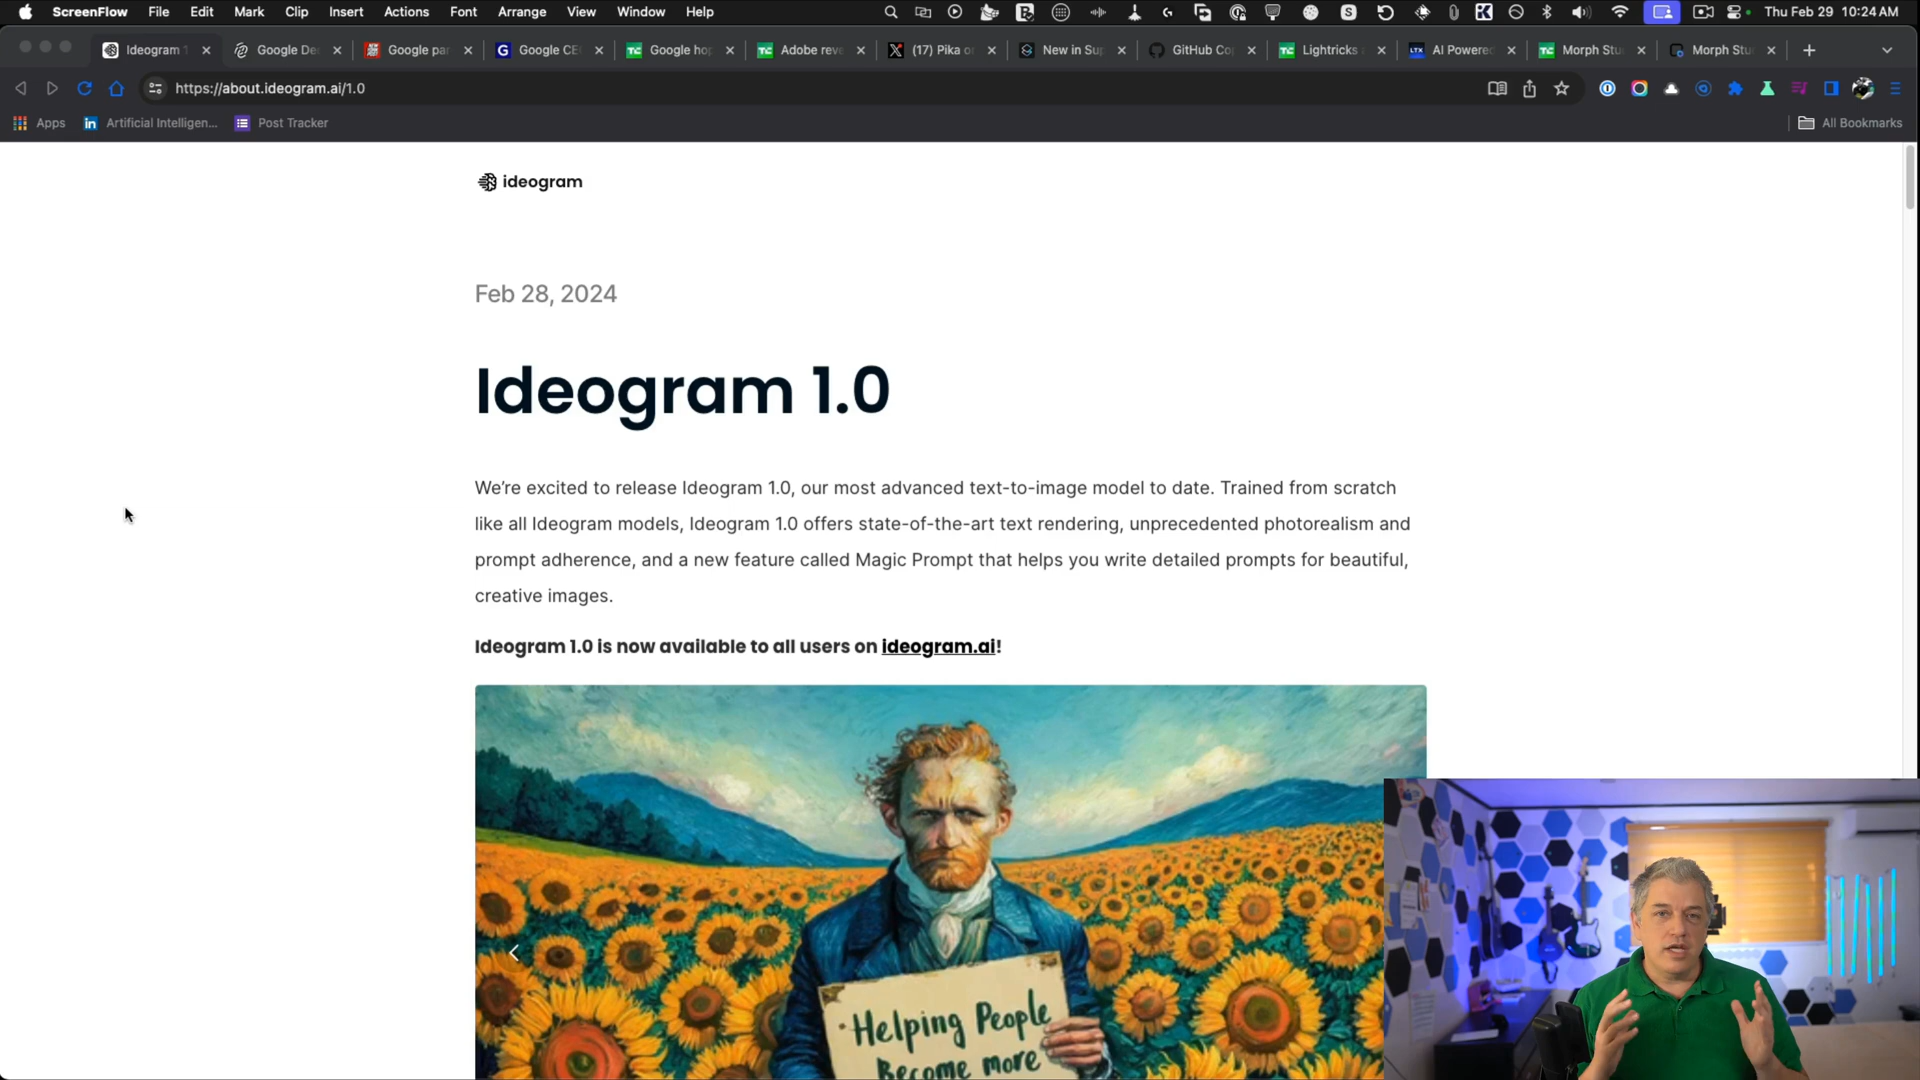 ScreenFlow File Edit Mark Clip Insert Actions Font Arrange View Window Help Thu Feb 29 10:24 AM
Ideogram 1 Google De Google par Google CE Google ho Adobe reve (17) Pika o New in Su GitHub Co Lightricks AI Powere Morph Stu Morph Stu
https://about.ideogram.ai/1.0
Apps Artificial Intelligen... Post Tracker All Bookmarks
ideogram
Feb 28, 2024
Ideogram 1.0
We're excited to release Ideogram 1.0, our most advanced text-to-image model to date. Trained from scratch
like all Ideogram models, Ideogram 1.0 offers state-of-the-art text rendering, unprecedented photorealism and
prompt adherence, and a new feature called Magic Prompt that helps you write detailed prompts for beautiful,
creative images.
Ideogram 1.0 is now available to all users on ideogram.ai!
Helping People
Become more